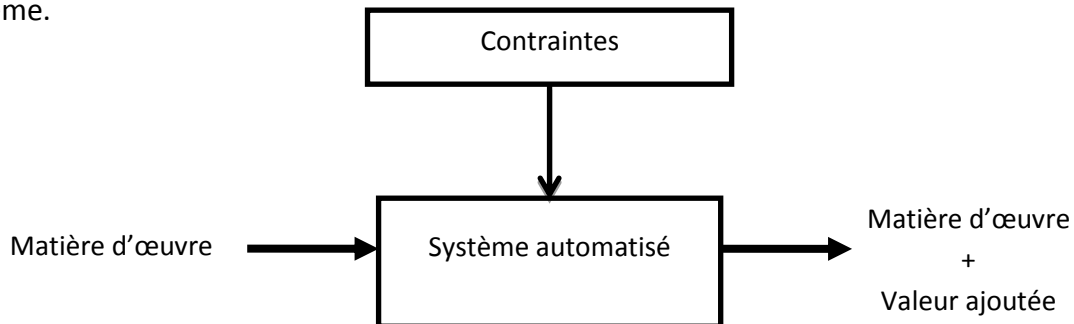 me.
Contraintes
Matière d’œuvre
Système automatisé
Matière d’œuvre
+
Valeur ajoutée